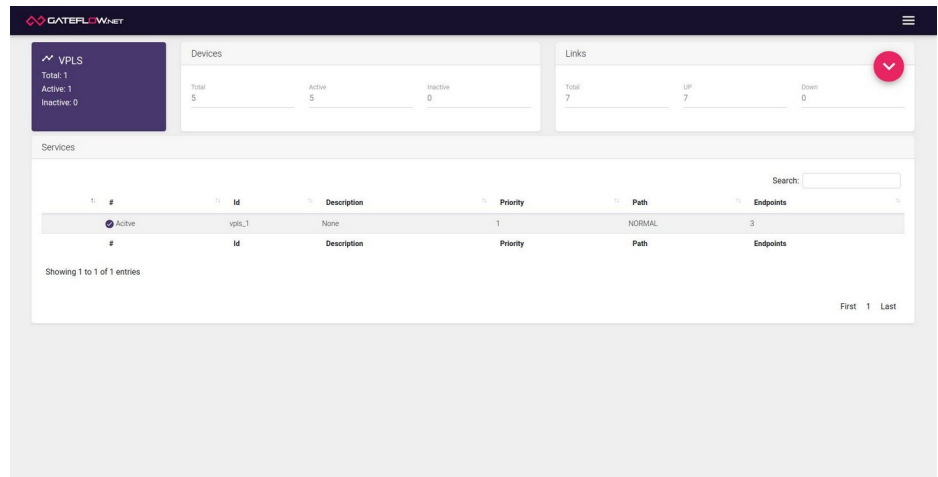 GATEFLOW.NET
VPLS
Total: 1
Active: 1
Inactive: 0
Devices
Total Active Inactive
5 5 0
Links
Total UP Down
7 7 0
Services
Search:
# Id Description Priority Path Endpoints
Acitve vpls_1 None 1 NORMAL 3
# Id Description Priority Path Endpoints
Showing 1 to 1 of 1 entries
First 1 Last